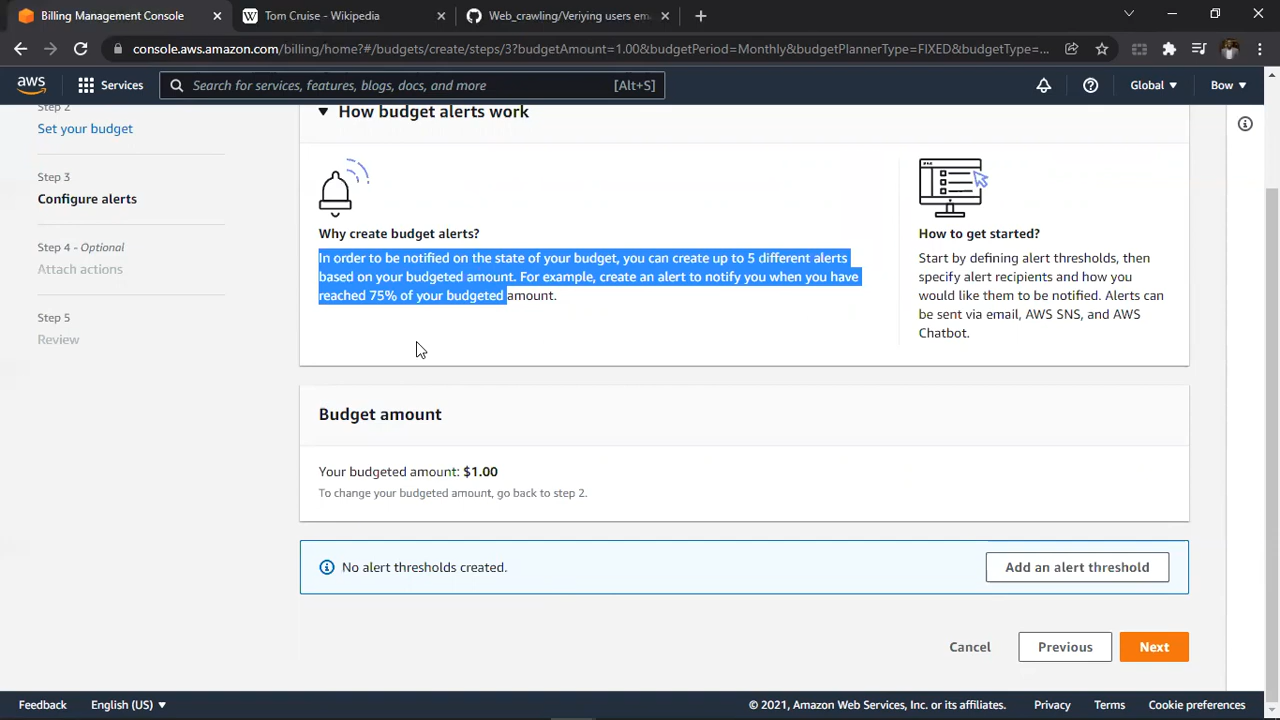 Billing Management Console
Tom Cruise - Wikipedia
Web_crawling/Veriying users ema
console.aws.amazon.com/billing/home?#/budgets/create/steps/3?budgetAmount=1.00&budgetPeriod=Monthly&budgetPlannerType=FIXED&budgetType=...
aws
Services
Search for services, features, blogs, docs, and more
[Alt+S]
Global
Bow
Step 2
Set your budget
Step 3
Configure alerts
Step 4 - Optional
Attach actions
Step 5
Review
How budget alerts work
Why create budget alerts?
In order to be notified on the state of your budget, you can create up to 5 different alerts
based on your budgeted amount. For example, create an alert to notify you when you have
reached 75% of your budgeted amount.
How to get started?
Start by defining alert thresholds, then
specify alert recipients and how you
would like them to be notified. Alerts can
be sent via email, AWS SNS, and AWS
Chatbot.
Budget amount
Your budgeted amount: $1.00
To change your budgeted amount, go back to step 2.
No alert thresholds created.
Add an alert threshold
Cancel
Previous
Next
Feedback
English (US)
© 2021, Amazon Web Services, Inc. or its affiliates.
Privacy
Terms
Cookie preferences